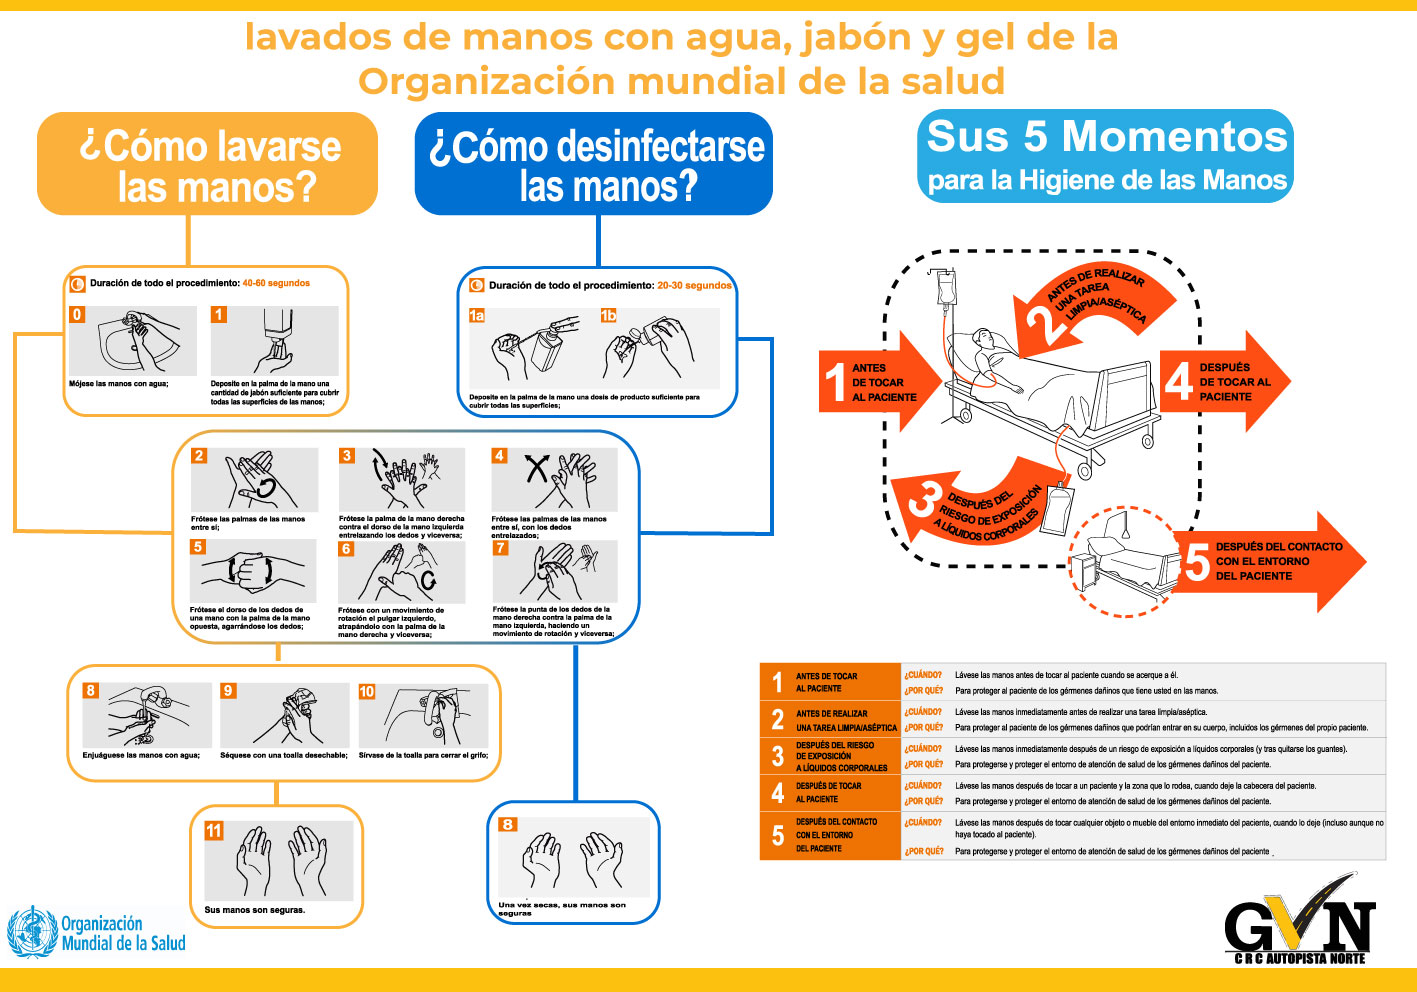 lavados de manos con agua, jabón y gel de la
Organización mundial de la salud
¿Cómo lavarse
las manos?
Duración de todo el procedimiento: 40-60 segundos
0
Mójese las manos con agua;
1
Deposite en la palma de la mano una
cantidad de jabón suficiente para cubrir
todas las superficies de las manos;
¿Cómo desinfectarse
las manos?
Duración de todo el procedimiento: 20-30 segundos
1a
1b
Deposite en la palma de la mano una dosis de producto suficiente para
cubrir todas las superficies;
2
Frótese las palmas de las manos
entre sí;
3
Frótese la palma de la mano derecha
contra el dorso de la mano izquierda
entrelazando los dedos y viceversa;
4
Frótese las palmas de las manos
entre sí, con los dedos
entrelazados;
5
Frótese el dorso de los dedos de
una mano con la palma de la mano
opuesta, agarrándose los dedos;
6
Frótese con un movimiento de
rotación el pulgar izquierdo,
atrapándolo con la palma de la
mano derecha y viceversa;
7
Frótese la punta de los dedos de la
mano derecha contra la palma de la
mano izquierda, haciendo un
movimiento de rotación y viceversa;
8
Enjuáguese las manos con agua;
9
Séquese con una toalla desechable;
10
Sírvase de la toalla para cerrar el grifo;
11
Sus manos son seguras.
8
Una vez secas, sus manos son
seguras
Organización
Mundial de la Salud
Sus 5 Momentos
para la Higiene de las Manos
1
ANTES
DE TOCAR
AL PACIENTE
2
ANTES DE REALIZAR
UNA TAREA
LIMPIA/ASÉPTICA
3
DESPUÉS DEL
RIESGO DE EXPOSICIÓN
A LÍQUIDOS CORPORALES
4
DESPUÉS
DE TOCAR AL
PACIENTE
5
DESPUÉS DEL CONTACTO
CON EL ENTORNO
DEL PACIENTE
1
ANTES DE TOCAR
AL PACIENTE
¿CUÁNDO? Lávese las manos antes de tocar al paciente cuando se acerque a él.
¿POR QUÉ? Para proteger al paciente de los gérmenes dañinos que tiene usted en las manos.
2
ANTES DE REALIZAR
UNA TAREA LIMPIA/ASÉPTICA
¿CUÁNDO? Lávese las manos inmediatamente antes de realizar una tarea limpia/aséptica.
¿POR QUÉ? Para proteger al paciente de los gérmenes dañinos que podrían entrar en su cuerpo, incluidos los gérmenes del propio paciente.
3
DESPUÉS DEL RIESGO
DE EXPOSICIÓN
A LÍQUIDOS CORPORALES
¿CUÁNDO? Lávese las manos inmediatamente después de un riesgo de exposición a líquidos corporales (y tras quitarse los guantes).
¿POR QUÉ? Para protegerse y proteger el entorno de atención de salud de los gérmenes dañinos del paciente.
4
DESPUÉS DE TOCAR
AL PACIENTE
¿CUÁNDO? Lávese las manos después de tocar a un paciente y la zona que lo rodea, cuando deje la cabecera del paciente.
¿POR QUÉ? Para protegerse y proteger el entorno de atención de salud de los gérmenes dañinos del paciente.
5
DESPUÉS DEL CONTACTO
CON EL ENTORNO
DEL PACIENTE
¿CUÁNDO? Lávese las manos después de tocar cualquier objeto o mueble del entorno inmediato del paciente, cuando lo deje (incluso aunque no
haya tocado al paciente).
¿POR QUÉ? Para protegerse y proteger el entorno de atención de salud de los gérmenes dañinos del paciente .
GVN
CRC AUTOPISTA NORTE